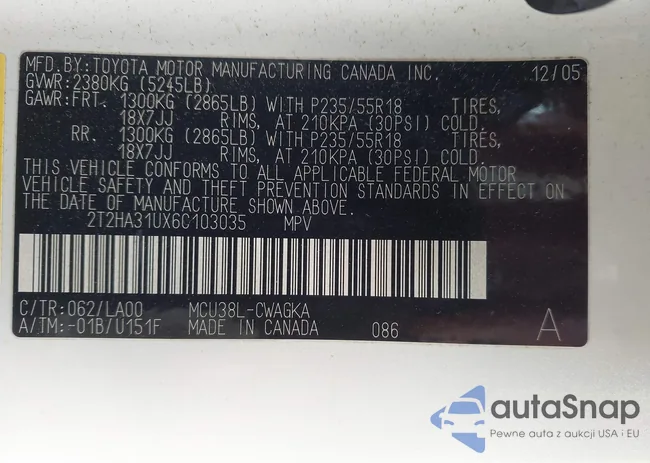 MFD.BY:TOYOTA MOTOR MANUFACTURING CANADA INC. 12/05
GVWR:2380KG (5245LB)
GAWR:FRT. 1300KG (2865LB) WITH P235/55R18 TIRES,
18X7JJ RIMS, AT 210KPA (30PSI) COLD.
RR. 1300KG (2865LB) WITH P235/55R18 TIRES,
18X7JJ RIMS, AT 210KPA (30PSI) COLD.
THIS VEHICLE CONFORMS TO ALL APPLICABLE FEDERAL MOTOR
VEHICLE SAFETY AND THEFT PREVENTION STANDARDS IN EFFECT ON
THE DATE OF MANUFACTURE SHOWN ABOVE.
2T2HA31UX6C103035 MPV
C/TR:062/LA00 MCU38L-CWAGKA
A/TM:-01B/U151F MADE IN CANADA 086 A
autaSnap
Pewne auta z aukcji USA i EU